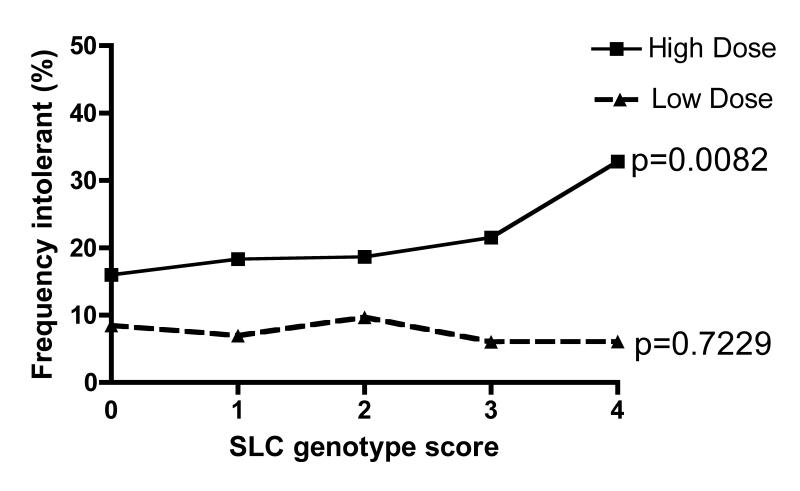 High Dose
Low Dose
50
40
30
20
10
0
Frequency intolerant (%)
p=0.0082
p=0.7229
0 1 2 3 4
SLC genotype score